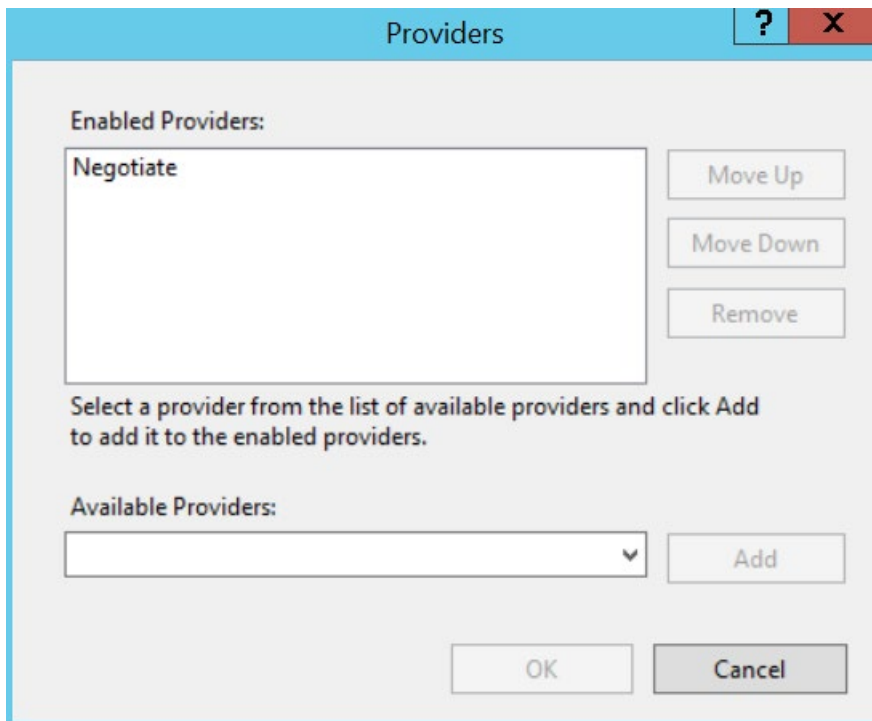 Providers
?
X
Enabled Providers:
Negotiate
Move Up
Move Down
Remove
Select a provider from the list of available providers and click Add
to add it to the enabled providers.
Available Providers:
Add
OK
Cancel